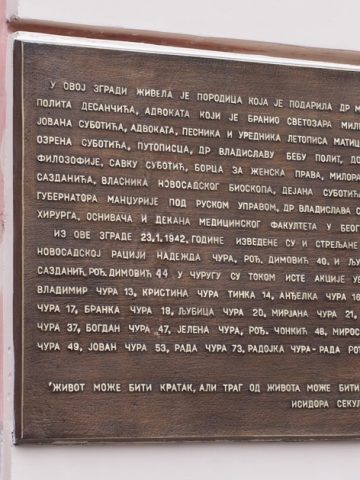 У ОВОЈ ЗГРАДИ ЖИВЕЛА ЈЕ ПОРОДИЦА КОЈА ЈЕ ПОДАРИЛА ДР М
ПОЛИТА ДЕСАНЧИЋА, АДВОКАТА КОЈИ ЈЕ БРАНИО СВЕТОЗАРА МИЛ
ЈОВАНА СУБОТИЋА, АДВОКАТА, ПЕСНИКА И УРЕДНИКА ЛЕТОПИСА МАТИЦ
ОЗРЕНА СУБОТИЋА, ПУТОПИСЦА, ДР ВЛАДИСАВУ БЕБУ ПОЛИТ, ДО
ФИЛОЗОФИЈЕ, САВКУ СУБОТИЋ, БОРЦА ЗА ЖЕНСКА ПРАВА, МИЛОРА
САЗДАНИЋА, ВЛАСНИКА НОВОСАДСКОГ БИОСКОПА, ДЕЈАНА СУБОТИЋ
ГУБЕРНАТОРА МАНЏУРИЈЕ ПОД РУСКОМ УПРАВОМ, ДР ВЛАДИСАВА С
ХИРУРГА, ОСНИВАЧА И ДЕКАНА МЕДИЦИНСКОГ ФАКУЛТЕТА У БЕОГ
ИЗ ОВЕ ЗГРАДЕ 23.1.1942. ГОДИНЕ ИЗВЕДЕНЕ СУ И СТРЕЉАНЕ
НОВОСАДСКОЈ РАЦИЈИ НАДЕЖДА ЧУРА, РОЂ. ДИМОВИЋ 40. И ЉУ
САЗДАНИЋ, РОЂ. ДИМОВИЋ 44 У ЧУРУГУ СУ ТОКОМ ИСТЕ АКЦИЈЕ УБ
ВЛАДИМИР ЧУРА 13, КРИСТИНА ЧУРА ТИНКА 14, АНЂЕЛКА ЧУРА 16
ЧУРА 17, БРАНКА ЧУРА 18, ЉУБИЦА ЧУРА 20, МИРЈАНА ЧУРА 21,
ЧУРА 37, БОГДАН ЧУРА 47, ЈЕЛЕНА ЧУРА, РОЂ. ЧОНКИЋ 48, МИРОС
ЧУРА 49, ЈОВАН ЧУРА 53, РАДА ЧУРА 73, РАДОЈКА ЧУРА-РАДА РОЂ
'ЖИВОТ МОЖЕ БИТИ КРАТАК, АЛИ ТРАГ ОД ЖИВОТА МОЖЕ БИТИ
ИСИДОРА СЕКУЛ